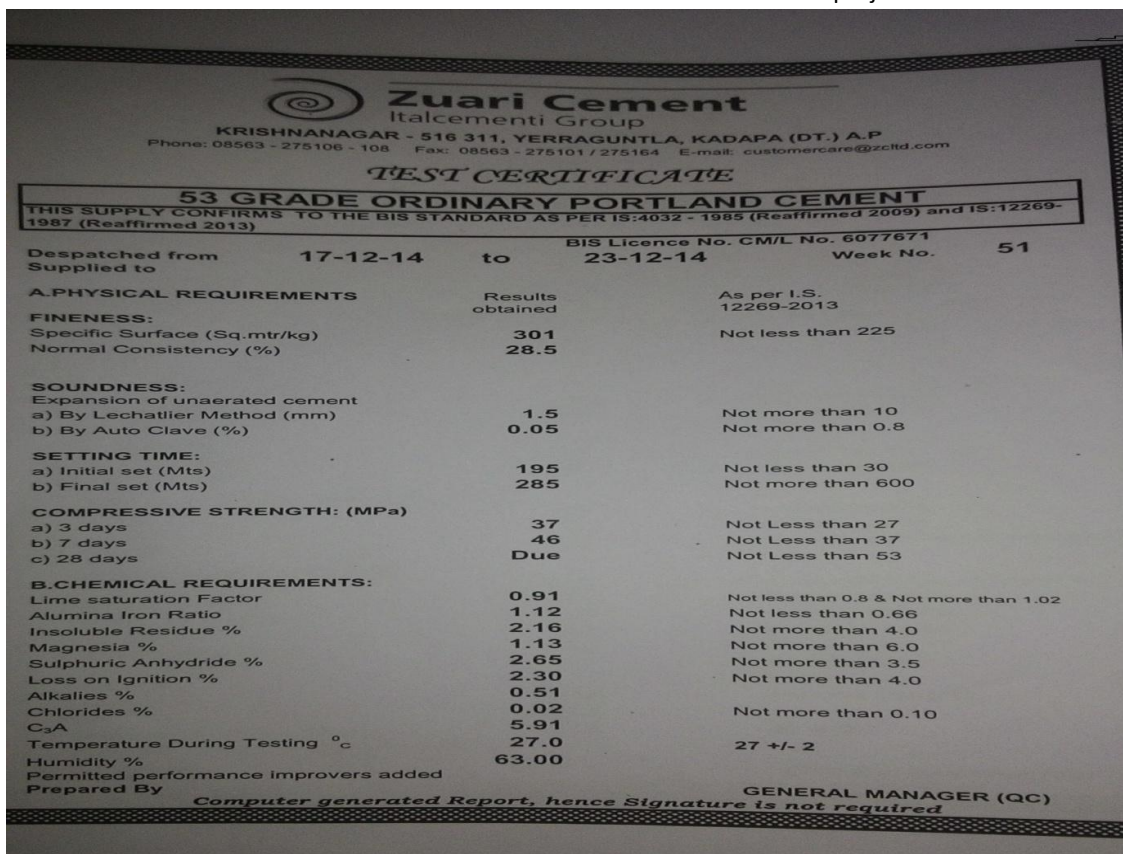 Zuari Cement
Italcementi Group
KRISHNANAGAR - 516 311, YERRAGUNTLA, KADAPA (DT.) A.P
Phone: 08563 - 275106 - 108 Fax: 08563 - 275101 / 275164 E-mail: customercare@zcltd.com
TEST CERTIFICATE
53 GRADE ORDINARY PORTLAND CEMENT
THIS SUPPLY CONFIRMS TO THE BIS STANDARD AS PER IS:4032 - 1985 (Reaffirmed 2009) and IS:12269-
1987 (Reaffirmed 2013)
BIS Licence No. CM/L No. 6077671
Despatched from 17-12-14 to 23-12-14 Week No. 51
Supplied to
A.PHYSICAL REQUIREMENTS Results As per I.S.
obtained 12269-2013
FINENESS:
Specific Surface (Sq.mtr/kg) 301 Not less than 225
Normal Consistency (%) 28.5
SOUNDNESS:
Expansion of unaerated cement
a) By Lechatlier Method (mm) 1.5 Not more than 10
b) By Auto Clave (%) 0.05 Not more than 0.8
SETTING TIME:
a) Initial set (Mts) 195 Not less than 30
b) Final set (Mts) 285 Not more than 600
COMPRESSIVE STRENGTH: (MPa)
a) 3 days 37 Not Less than 27
b) 7 days 46 Not Less than 37
c) 28 days Due Not Less than 53
B.CHEMICAL REQUIREMENTS:
Lime saturation Factor 0.91 Not less than 0.8 & Not more than 1.02
Alumina Iron Ratio 1.12 Not less than 0.66
Insoluble Residue % 2.16 Not more than 4.0
Magnesia % 1.13 Not more than 6.0
Sulphuric Anhydride % 2.65 Not more than 3.5
Loss on Ignition % 2.30 Not more than 4.0
Alkalies % 0.51
Chlorides % 0.02 Not more than 0.10
C₃A 5.91
Temperature During Testing °c 27.0 27 +/- 2
Humidity % 63.00
Permitted performance improvers added
Prepared By GENERAL MANAGER (QC)
Computer generated Report, hence Signature is not required